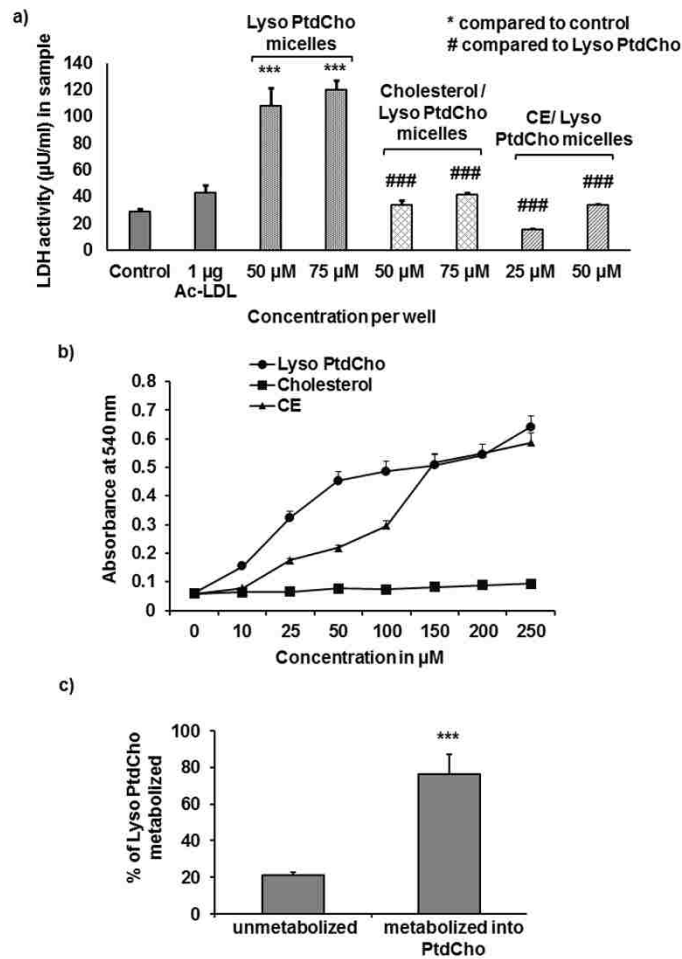 a)
Lyso PtdCho
micelles
* compared to control
# compared to Lyso PtdCho
LDH activity (µU/ml) in sample
140
120
100
80
60
40
20
0
***
***
Cholesterol /
Lyso PtdCho
micelles
###
###
CE/ Lyso
PtdCho micelles
###
###
Control
1 µg
Ac-LDL
50 µM
75 µM
50 µM
75 µM
25 µM
50 µM
Concentration per well
b)
Lyso PtdCho
Cholesterol
CE
Absorbance at 540 nm
0.8
0.7
0.6
0.5
0.4
0.3
0.2
0.1
0
0 10 25 50 100 150 200 250
Concentration in µM
c)
% of Lyso PtdCho
metabolized
100
80
60
40
20
0
***
unmetabolized
metabolized into
PtdCho